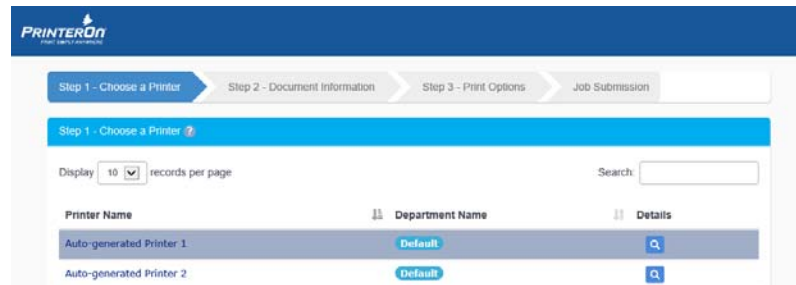 PRINTERON
Step 1 - Choose a Printer Step 2 - Document Information Step 3 - Print Options Job Submission
Step 1 - Choose a Printer ?
Display 10 records per page Search:
Printer Name Department Name Details
Auto-generated Printer 1 Default
Auto-generated Printer 2 Default